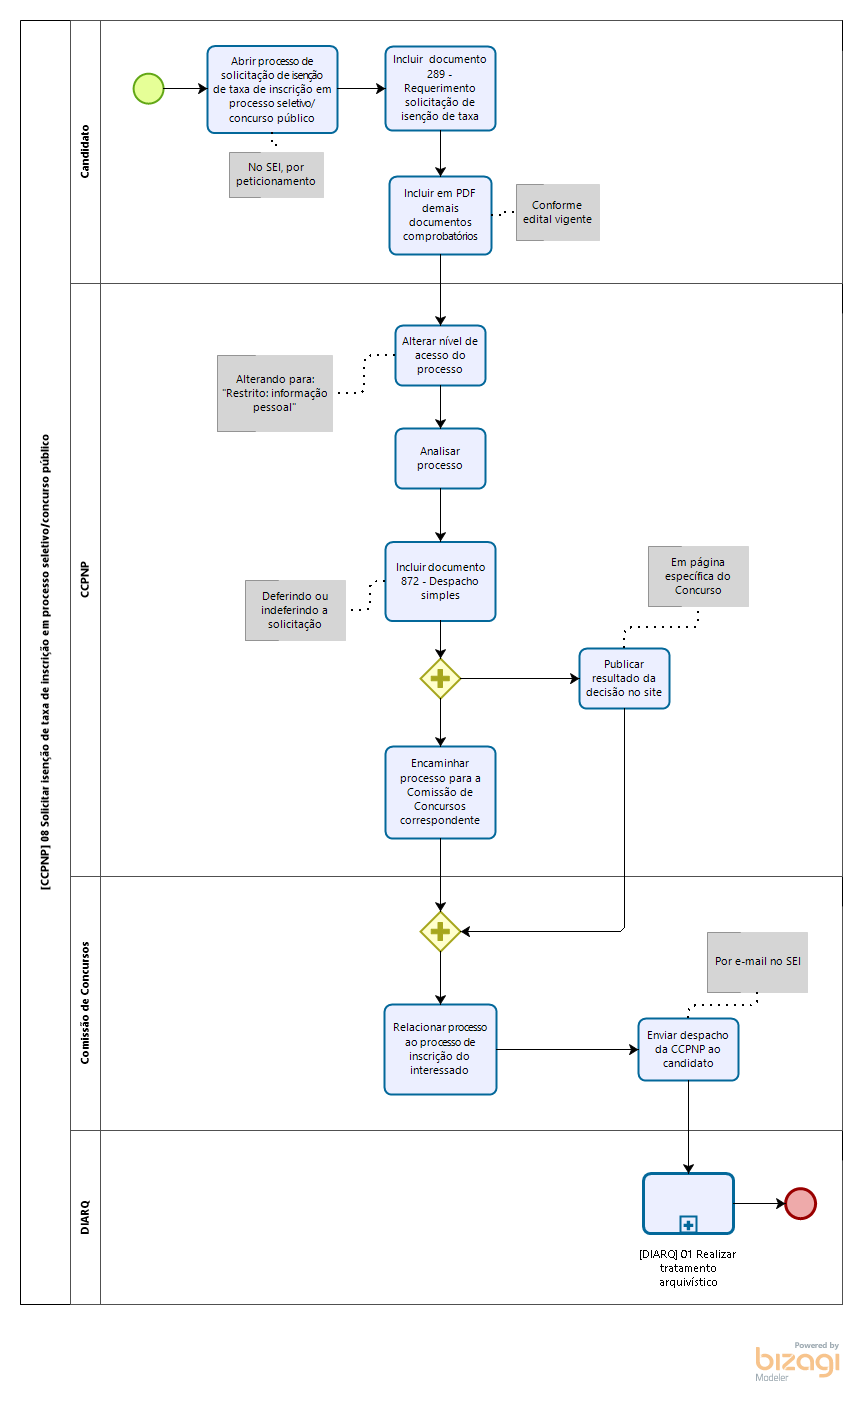 [CCPNP] 08 Solicitar isenção de taxa de inscrição em processo seletivo/concurso público
Candidato
Abrir processo de
solicitação de isenção
de taxa de inscrição em
processo seletivo/
concurso público
Incluir documento
289 -
Requerimento
solicitação de
isenção de taxa
No SEI, por
peticionamento
Incluir em PDF
demais
documentos
comprobatórios
Conforme
edital vigente
CCPNP
Alterar nível de
acesso do
processo
Alterando para:
"Restrito: informação
pessoal"
Analisar
processo
Incluir documento
872 - Despacho
simples
Deferindo ou
indeferindo a
solicitação
Em página
específica do
Concurso
Publicar
resultado da
decisão no site
Encaminhar
processo para a
Comissão de
Concursos
correspondente
Comissão de Concursos
Por e-mail no SEI
Relacionar processo
ao processo de
inscrição do
interessado
Enviar despacho
da CCPNP ao
candidato
DIARQ
[DIARQ] 01 Realizar
tratamento
arquivístico
Powered by
bizagi
Modeler